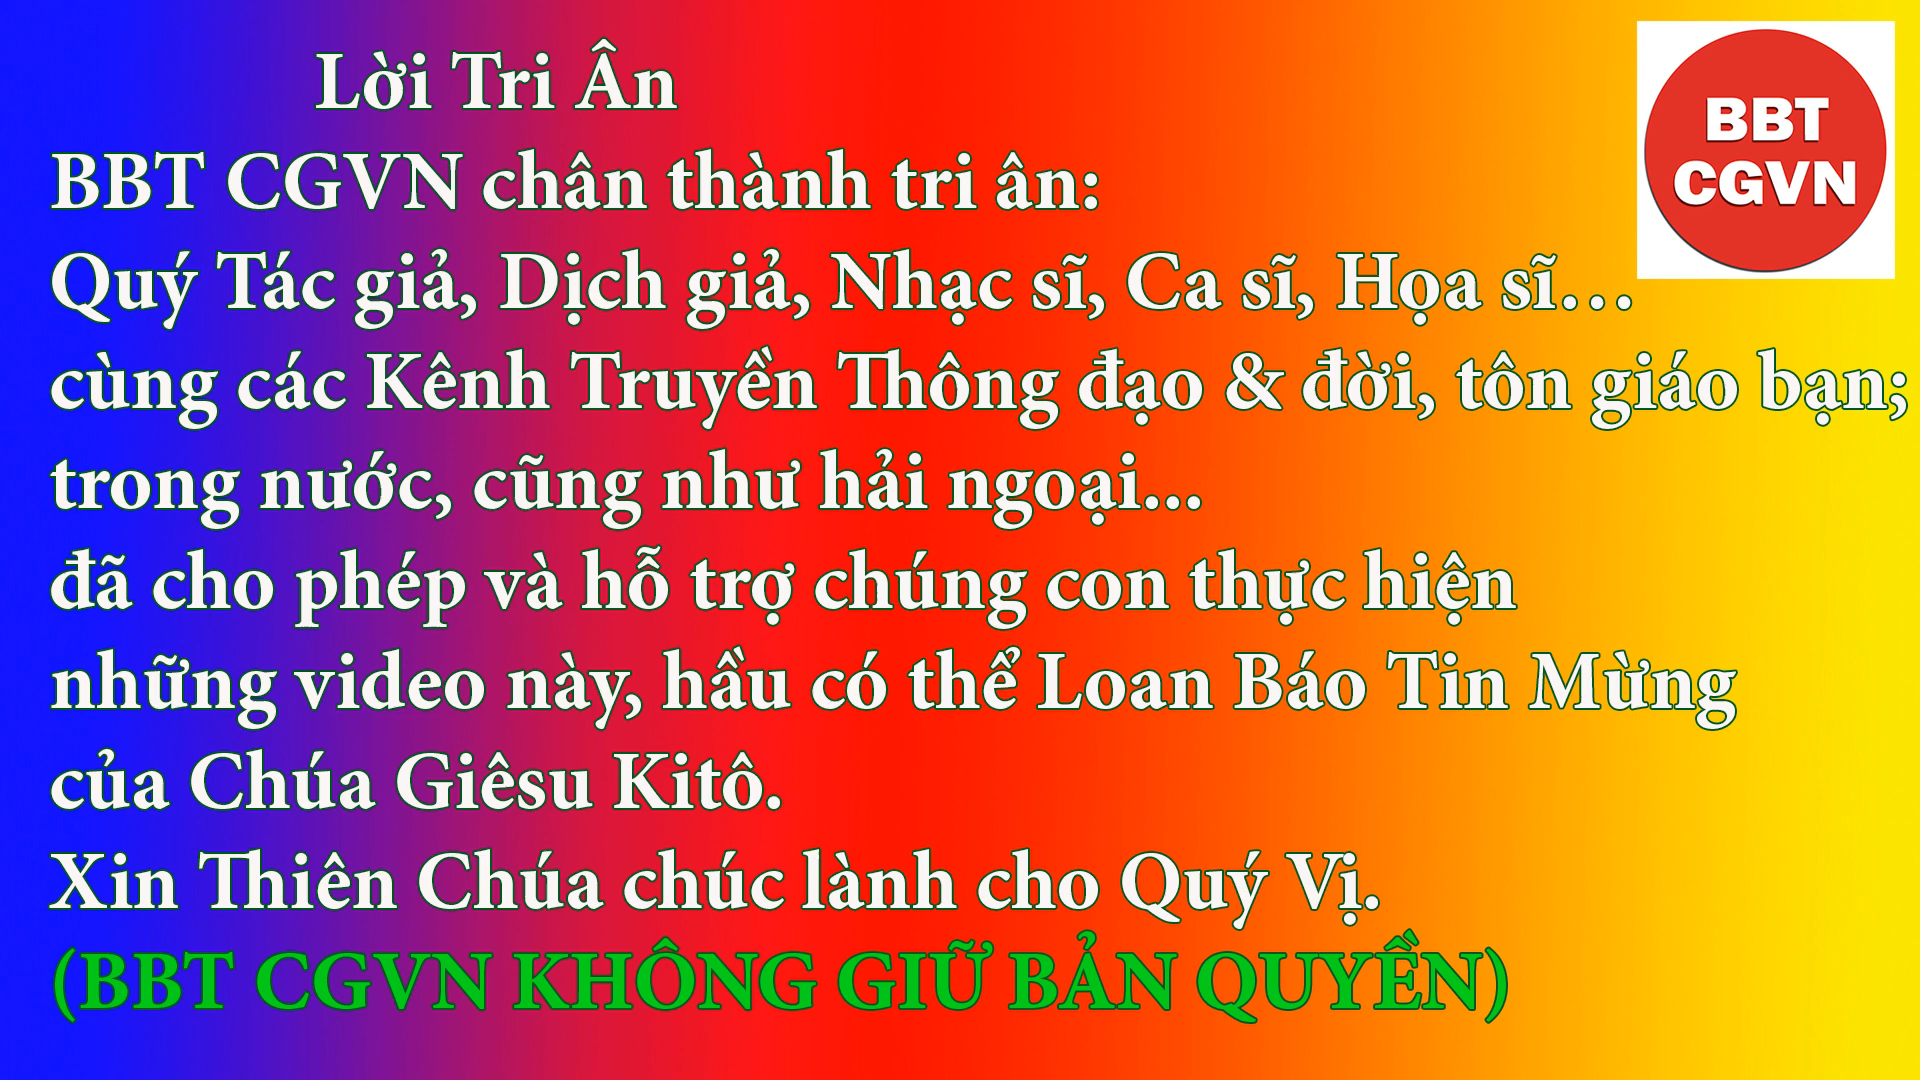 Lời Tri Ân
BBT CGVN chân thành tri ân:
Quý Tác giả, Dịch giả, Nhạc sĩ, Ca sĩ, Họa sĩ…
cùng các Kênh Truyền Thông đạo & đời, tôn giáo bạn;
trong nước, cũng như hải ngoại...
đã cho phép và hỗ trợ chúng con thực hiện
những video này, hầu có thể Loan Báo Tin Mừng
của Chúa Giêsu Kitô.
Xin Thiên Chúa chúc lành cho Quý Vị.
(BBT CGVN KHÔNG GIỮ BẢN QUYỀN)
BBT
CGVN